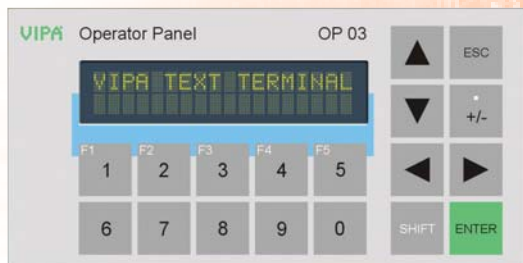 VIPA Operator Panel OP 03
VIPA TEXT TERMINAL
ESC
. +/-
F1 F2 F3 F4 F5
1 2 3 4 5
6 7 8 9 0
SHIFT ENTER